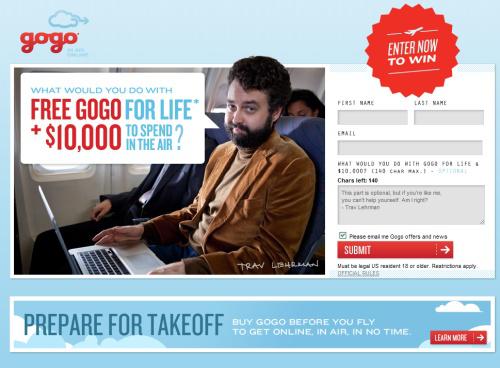 gogo
IN AIR.
ONLINE.
ENTER NOW
TO WIN
WHAT WOULD YOU DO WITH
FREE GOGO FOR LIFE*
+ $10,000 TO SPEND
IN THE AIR ?
TRAV LEHRMAN
FIRST NAME LAST NAME
EMAIL
WHAT WOULD YOU DO WITH GOGO FOR LIFE &
$10,000? (140 CHAR MAX.) - OPTIONAL
Chars left: 140
This part is optional, but if you're like me,
you can't help yourself. Am I right?
- Trav Lehrman
Please email me Gogo offers and news
SUBMIT
Must be legal US resident 18 or older. Restrictions apply.
OFFICIAL RULES
PREPARE FOR TAKEOFF
BUY GOGO BEFORE YOU FLY
TO GET ONLINE, IN AIR, IN NO TIME.
LEARN MORE